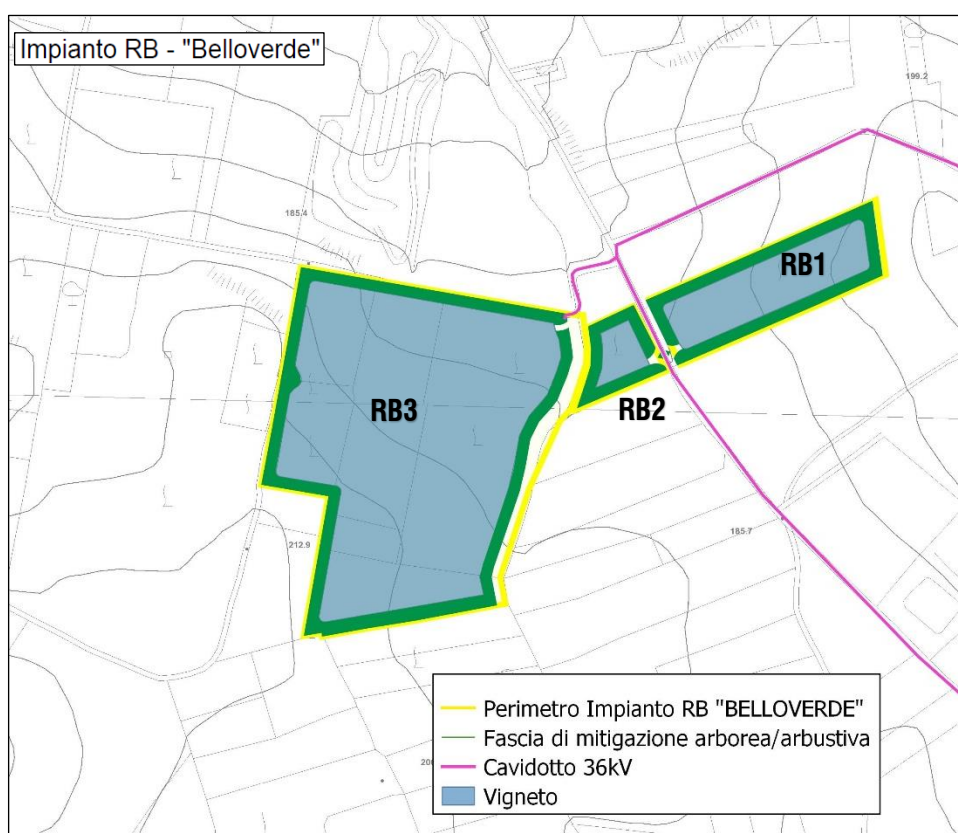 Impianto RB - "Belloverde"
199.2
185.4
RB1
RB3
RB2
185.7
212.9
Perimetro Impianto RB "BELLOVERDE"
Fascia di mitigazione arborea/arbustiva
Cavidotto 36kV
Vigneto